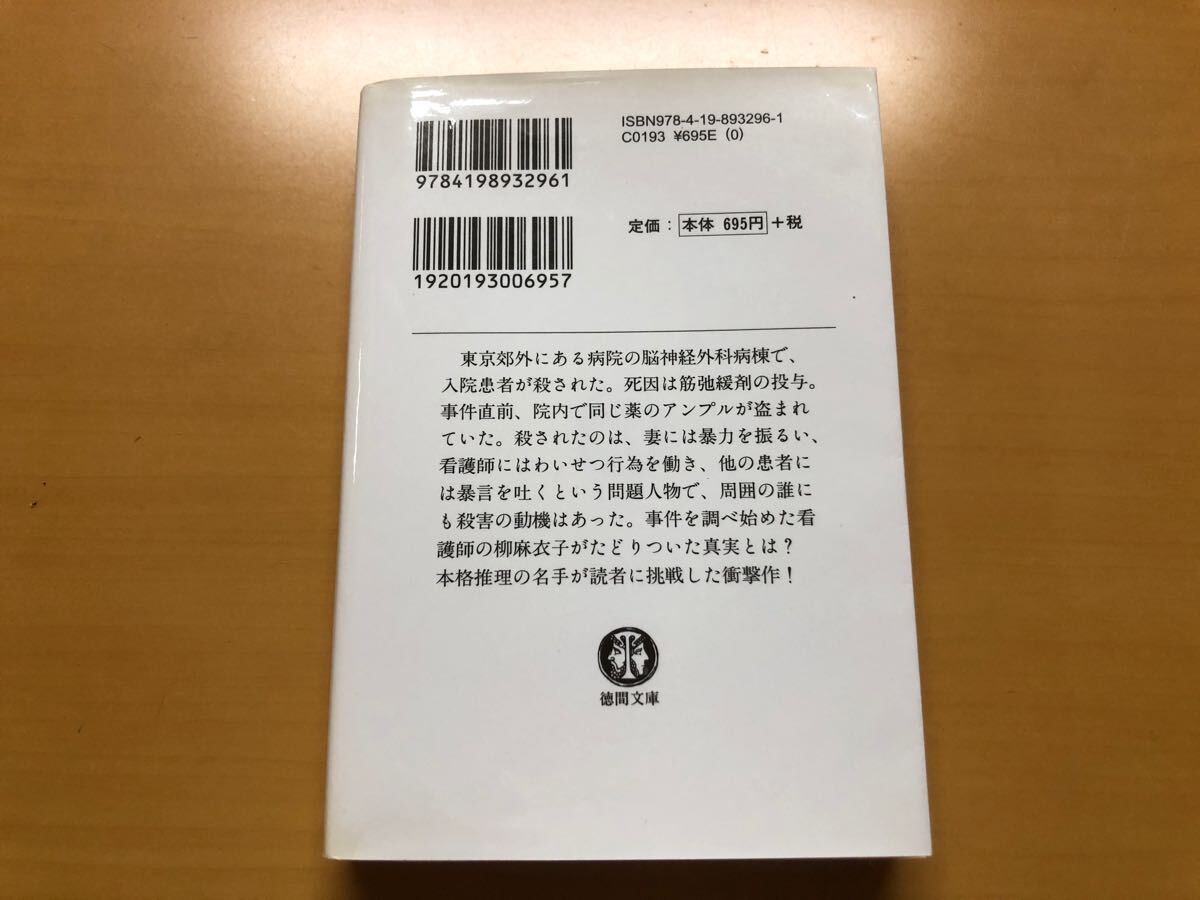 ISBN978-4-19-893296-1
C0193 ¥695E (0)
9784198932961
定価：本体 695円＋税
1920193006957
東京郊外にある病院の脳神経外科病棟で、
入院患者が殺された。死因は筋弛緩剤の投与。
事件直前、院内で同じ薬のアンプルが盗まれ
ていた。殺されたのは、妻には暴力を振るい、
看護師にはわいせつ行為を働き、他の患者に
は暴言を吐くという問題人物で、周囲の誰に
も殺害の動機はあった。事件を調べ始めた看
護師の柳麻衣子がたどりついた真実とは？
本格推理の名手が読者に挑戦した衝撃作！
徳間文庫